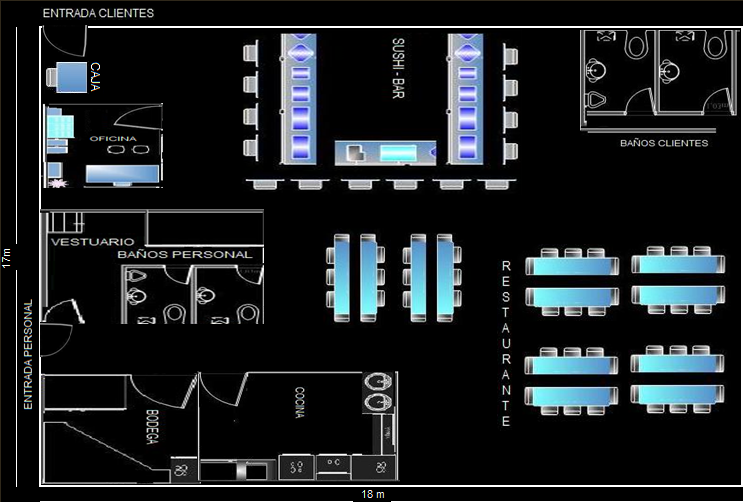 ENTRADA CLIENTES
CAJA
SUSHI - BAR
OFICINA
BAÑOS CLIENTES
VESTUARIO
BAÑOS PERSONAL
17m
RESTAURANTE
ENTRADA PERSONAL
BODEGA
COCINA
18 m